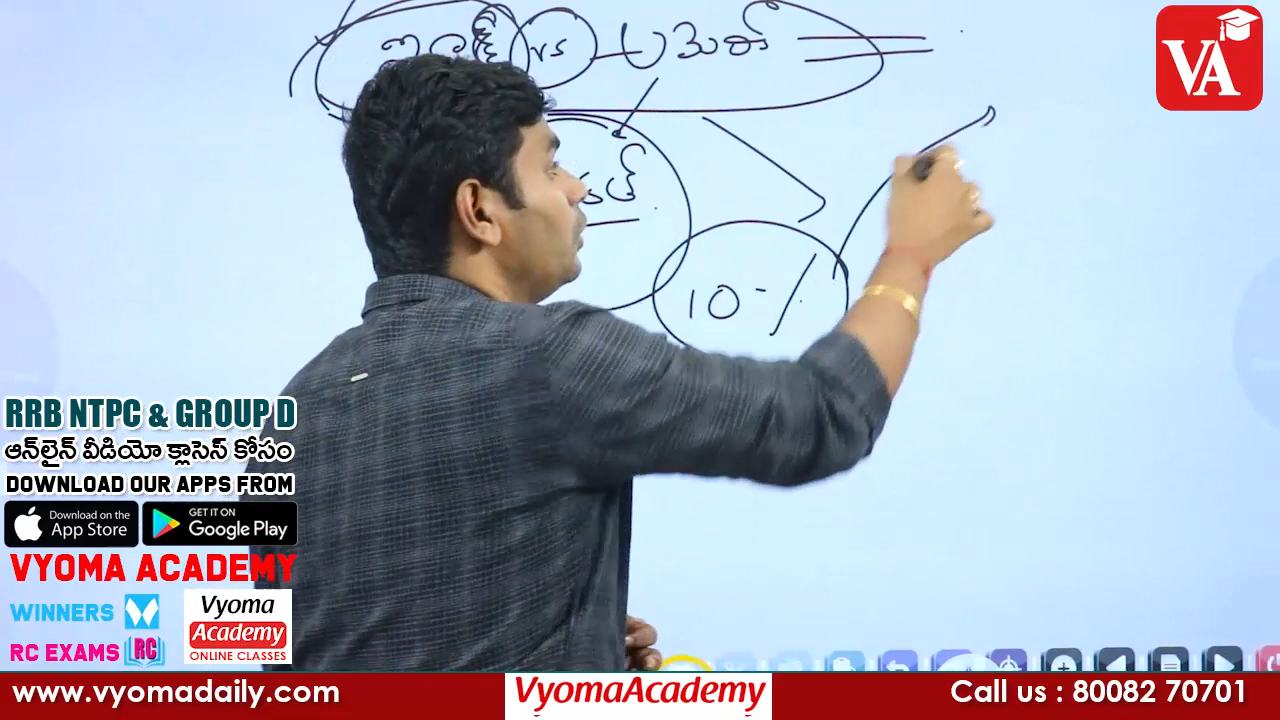 vs
VA
10%
RRB NTPC & GROUP D
ఆన్‌లైన్ వీడియో క్లాసెస్ కోసం
DOWNLOAD OUR APPS FROM
Download on the
App Store
GET IT ON
Google Play
VYOMA ACADEMY
WINNERS
RC EXAMS RC
Vyoma
Academy
ONLINE CLASSES
www.vyomadaily.com
VyomaAcademy
Call us : 80082 70701